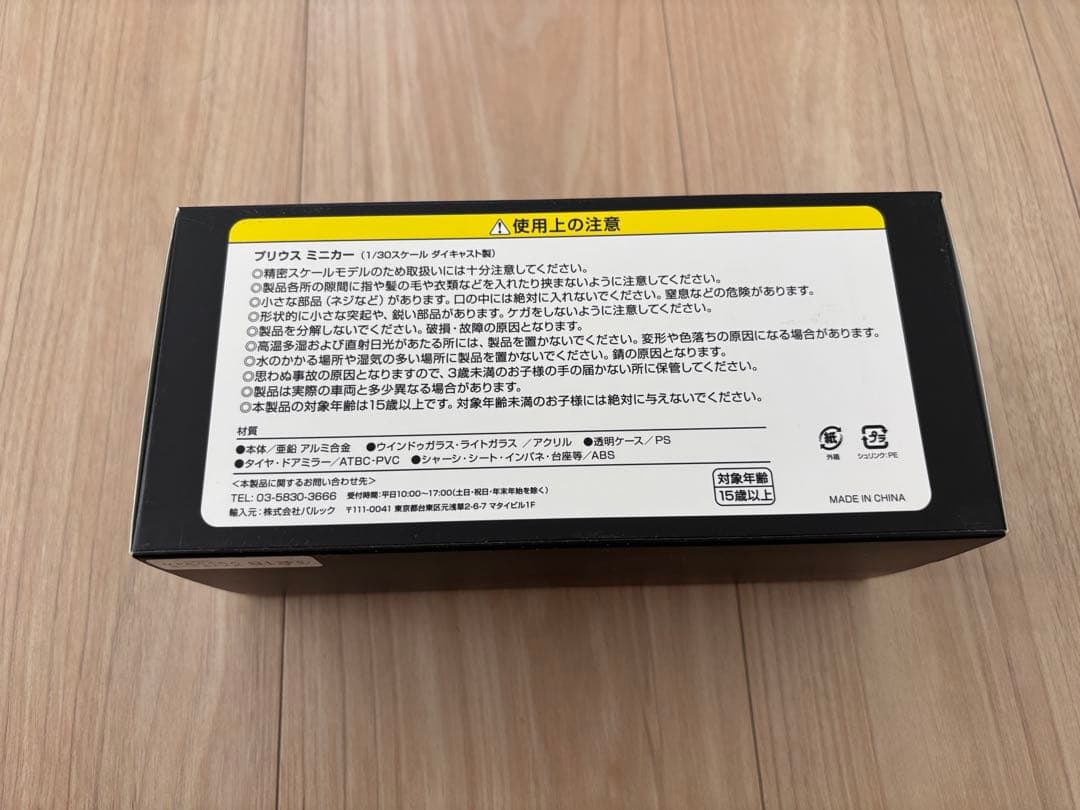 使用上の注意
プリウス ミニカー（1/30スケール ダイキャスト製）
◎精密スケールモデルのため取扱いには十分注意してください。
◎製品各所の隙間に指や髪の毛や衣類などを入れたり挟まないように注意してください。
◎小さな部品（ネジなど）があります。口の中には絶対に入れないでください。窒息などの危険があります。
◎形状的に小さな突起や、鋭い部品があります。ケガをしないように注意してください。
◎製品を分解しないでください。破損・故障の原因となります。
◎高温多湿および直射日光があたる所には、製品を置かないでください。変形や色落ちの原因になる場合があります。
◎水のかかる場所や湿気の多い場所に製品を置かないでください。錆の原因となります。
◎思わぬ事故の原因となりますので、3歳未満のお子様の手の届かない所に保管してください。
◎製品は実際の車両と多少異なる場合があります。
◎本製品の対象年齢は15歳以上です。対象年齢未満のお子様には絶対に与えないでください。
材質
●本体／亜鉛 アルミ合金 ●ウインドゥガラス・ライトガラス ／アクリル ●透明ケース／PS
●タイヤ・ドアミラー／ATBC-PVC ●シャーシ・シート・インパネ・台座等／ABS
＜本製品に関するお問い合わせ先＞
TEL: 03-5830-3666 受付時間：平日10:00〜17:00（土日・祝日・年末年始を除く）
輸入元：株式会社バルック 〒111-0041 東京都台東区元浅草2-6-7 マタイビル1F
対象年齢
15歳以上
紙
外箱
プラ
シュリンク：PE
MADE IN CHINA